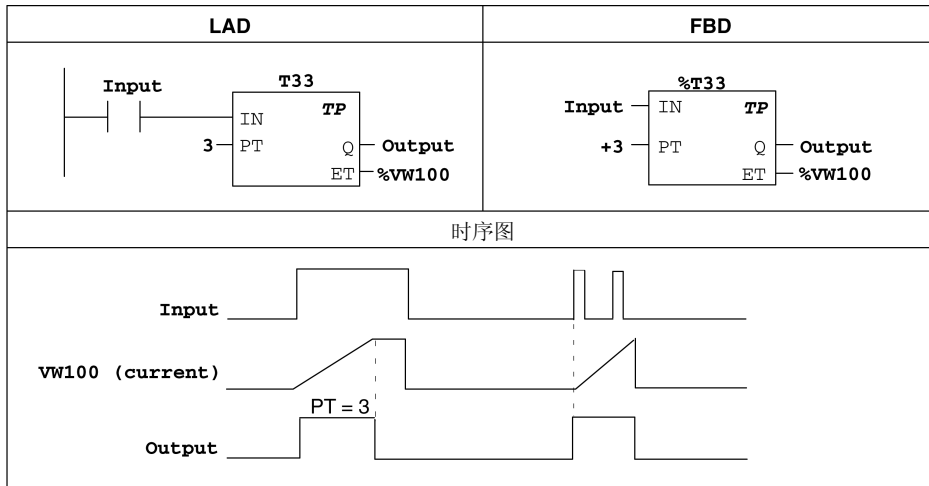 LAD
FBD
Input
T33
IN
TP
3
PT
Q
Output
ET
%VW100
%T33
Input
IN
TP
+3
PT
Q
Output
ET
%VW100
时序图
Input
VW100 (current)
PT = 3
Output